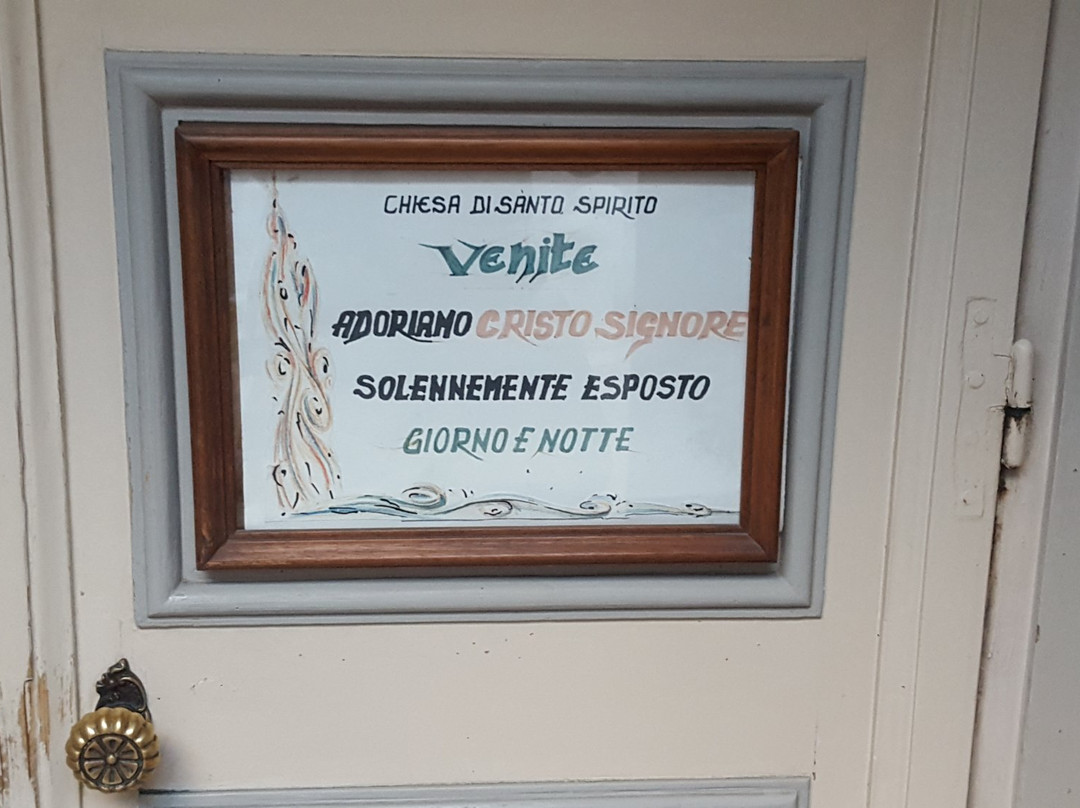 CHIESA DI SANTO SPIRITO
Venite
ADORIAMO CRISTO SIGNORE
SOLENNEMENTE ESPOSTO
GIORNO E NOTTE